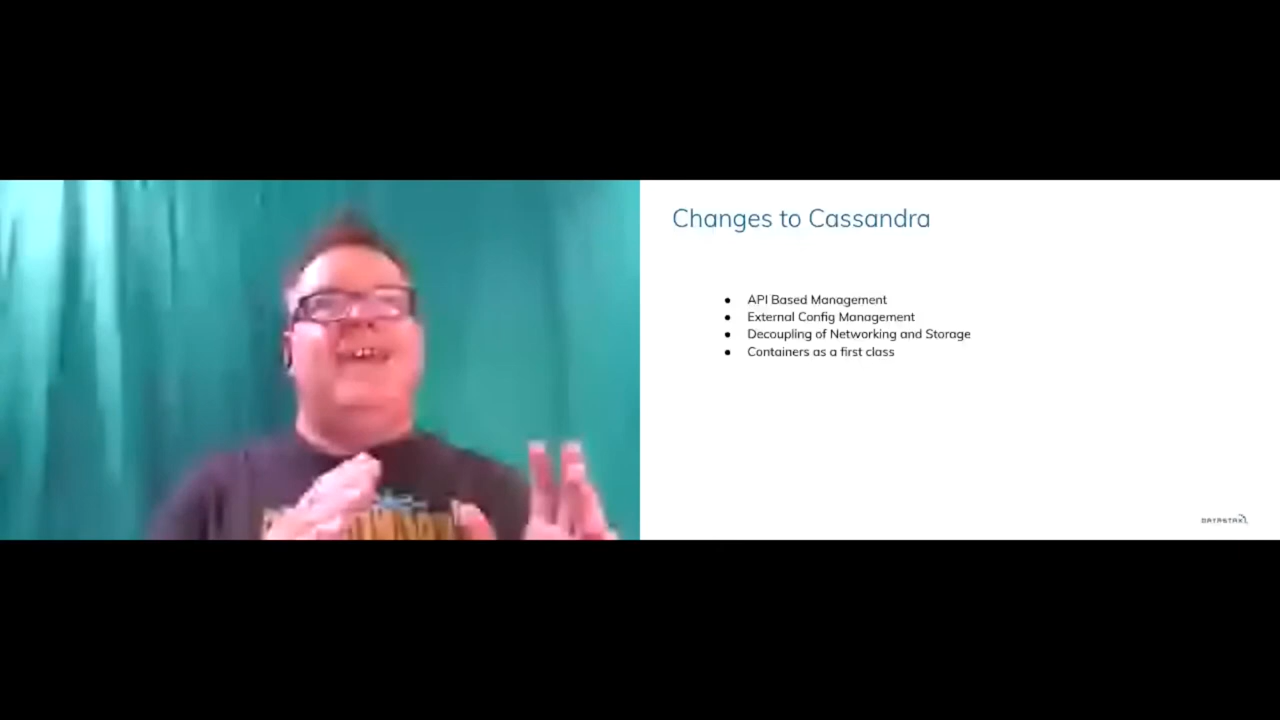 Changes to Cassandra
● API Based Management
● External Config Management
● Decoupling of Networking and Storage
● Containers as a first class
DATASTAX